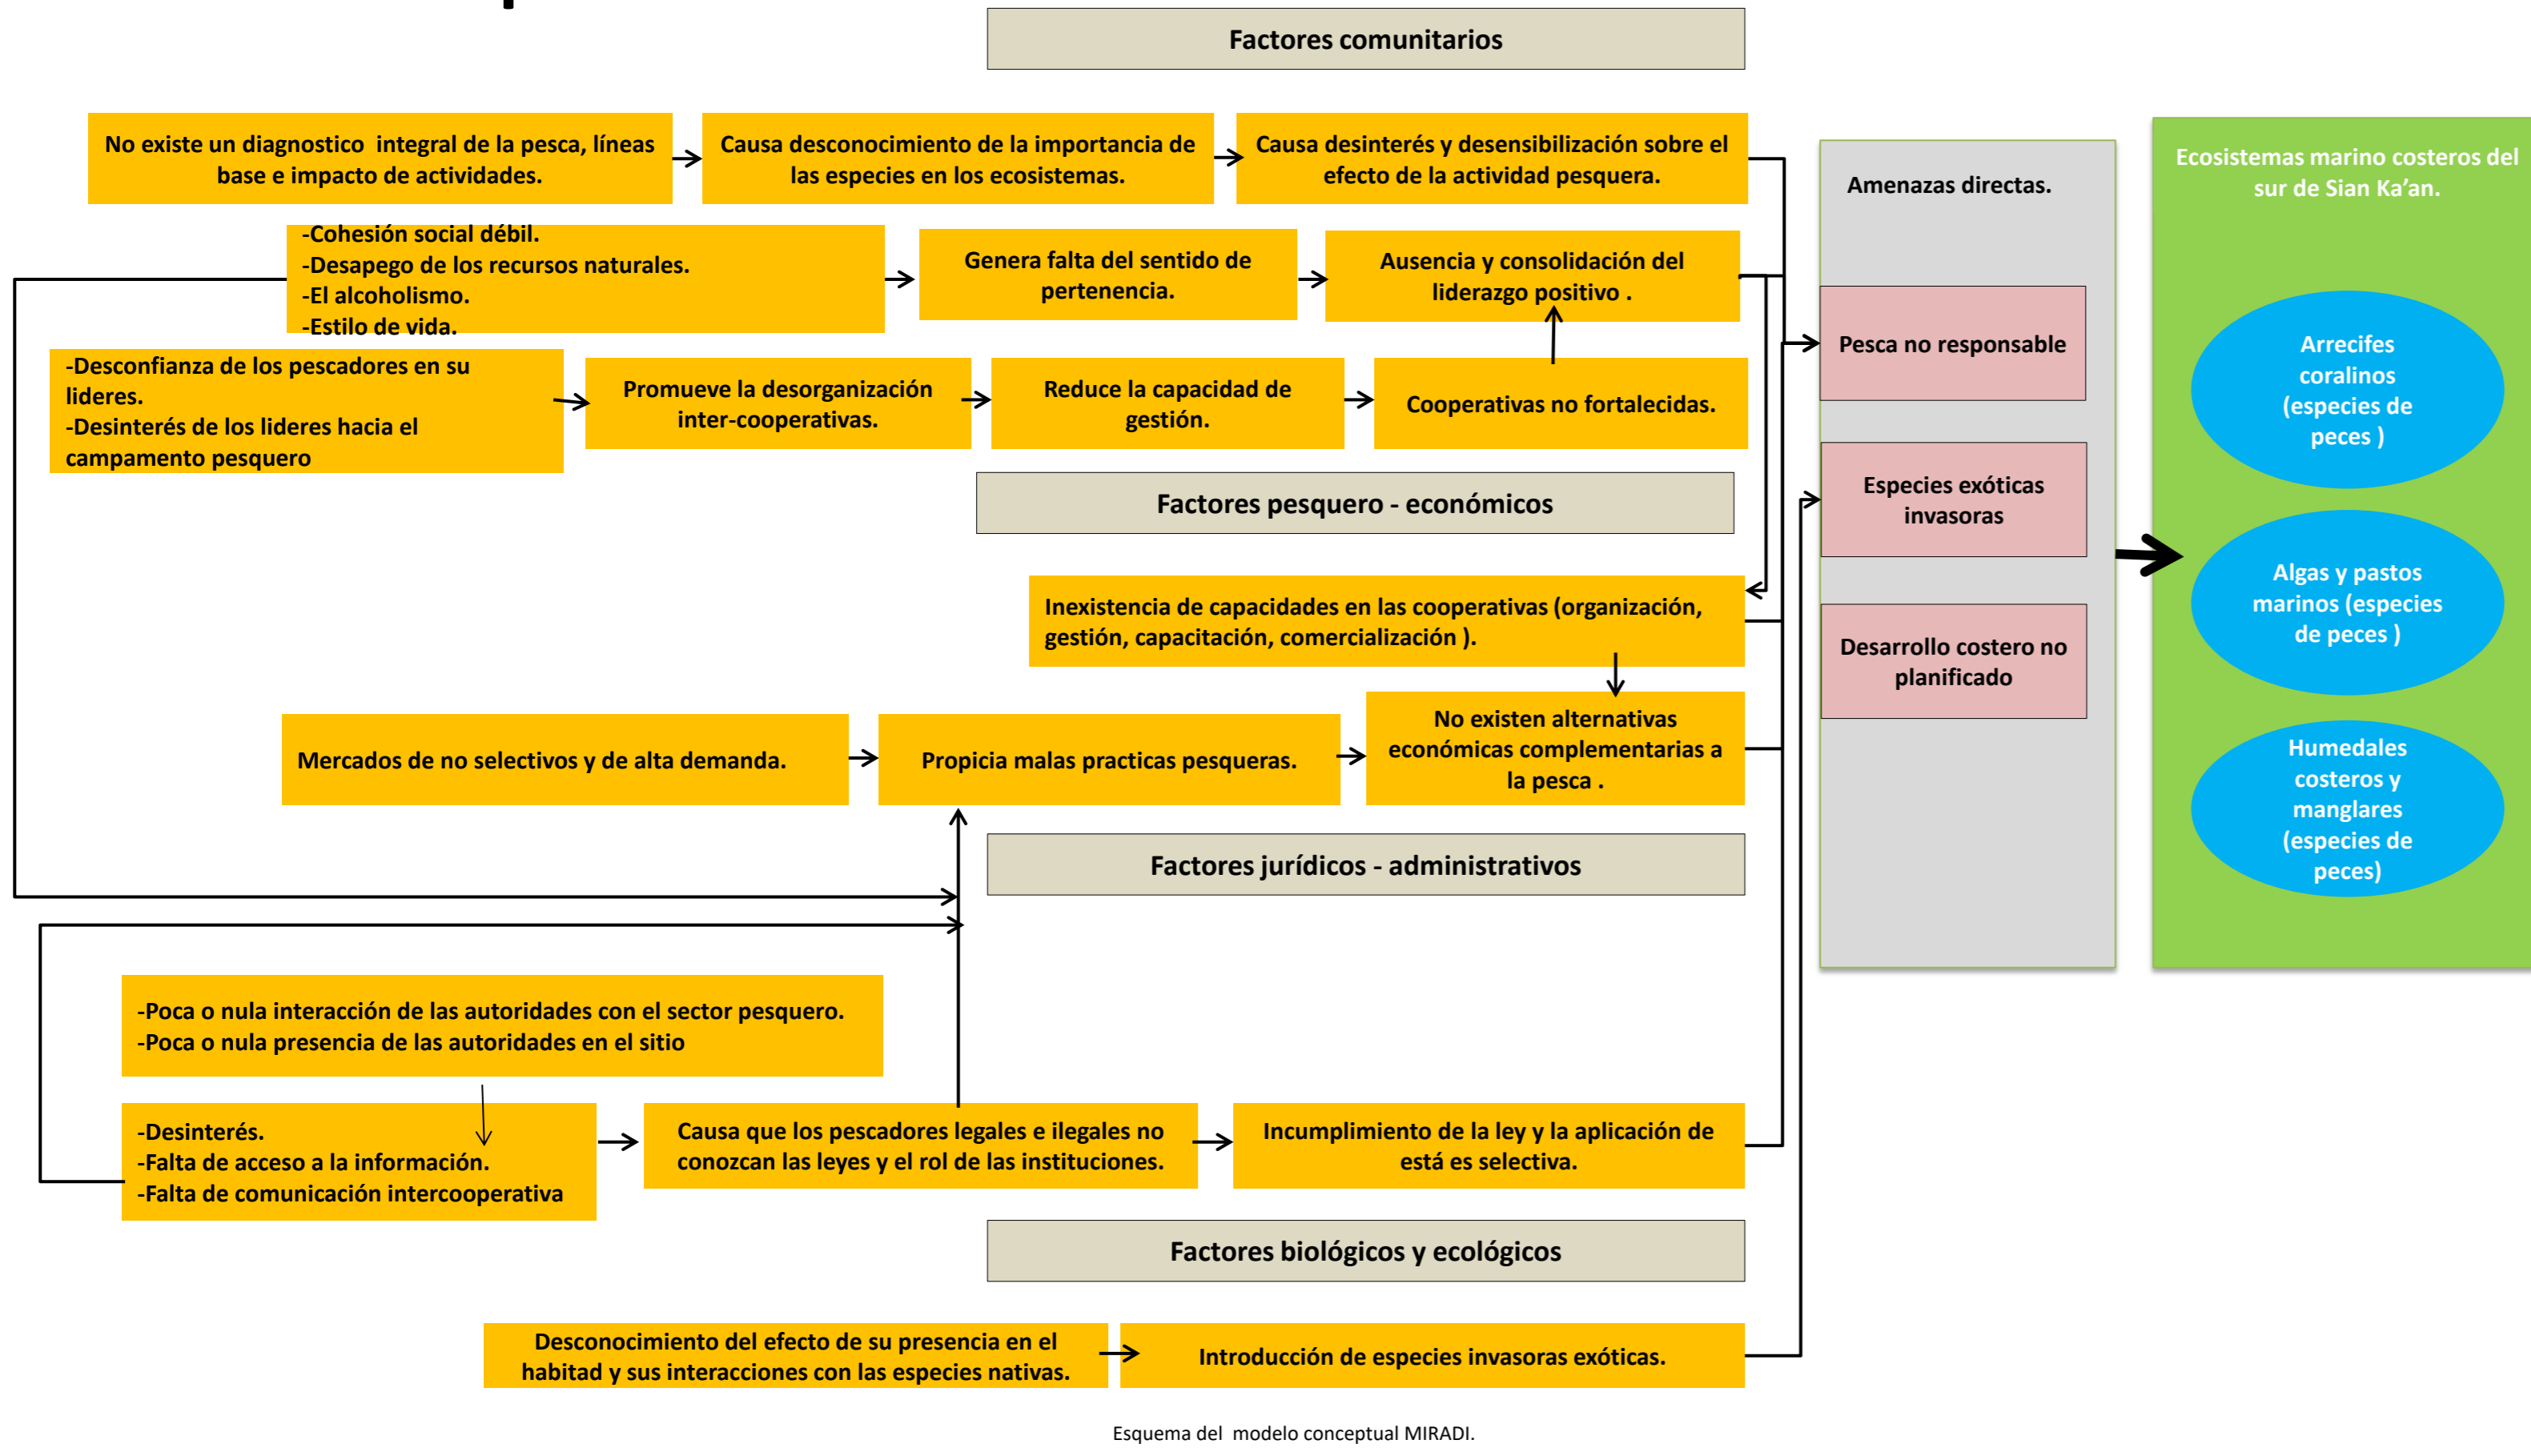 Factores comunitarios
No existe un diagnostico integral de la pesca, líneas
base e impacto de actividades.
Causa desconocimiento de la importancia de
las especies en los ecosistemas.
Causa desinterés y desensibilización sobre el
efecto de la actividad pesquera.
-Cohesión social débil.
-Desapego de los recursos naturales.
-El alcoholismo.
-Estilo de vida.
Genera falta del sentido de
pertenencia.
Ausencia y consolidación del
liderazgo positivo .
-Desconfianza de los pescadores en su
lideres.
-Desinterés de los lideres hacia el
campamento pesquero
Promueve la desorganización
inter-cooperativas.
Reduce la capacidad de
gestión.
Cooperativas no fortalecidas.
Factores pesquero - económicos
Inexistencia de capacidades en las cooperativas (organización,
gestión, capacitación, comercialización ).
Mercados de no selectivos y de alta demanda.
Propicia malas practicas pesqueras.
No existen alternativas
económicas complementarias a
la pesca .
Factores jurídicos - administrativos
-Poca o nula interacción de las autoridades con el sector pesquero.
-Poca o nula presencia de las autoridades en el sitio
-Desinterés.
-Falta de acceso a la información.
-Falta de comunicación intercooperativa
Causa que los pescadores legales e ilegales no
conozcan las leyes y el rol de las instituciones.
Incumplimiento de la ley y la aplicación de
está es selectiva.
Factores biológicos y ecológicos
Desconocimiento del efecto de su presencia en el
habitad y sus interacciones con las especies nativas.
Introducción de especies invasoras exóticas.
Amenazas directas.
Pesca no responsable
Especies exóticas
invasoras
Desarrollo costero no
planificado
Ecosistemas marino costeros del
sur de Sian Ka’an.
Arrecifes
coralinos
(especies de
peces )
Algas y pastos
marinos (especies
de peces )
Humedales
costeros y
manglares
(especies de
peces)
Esquema del modelo conceptual MIRADI.